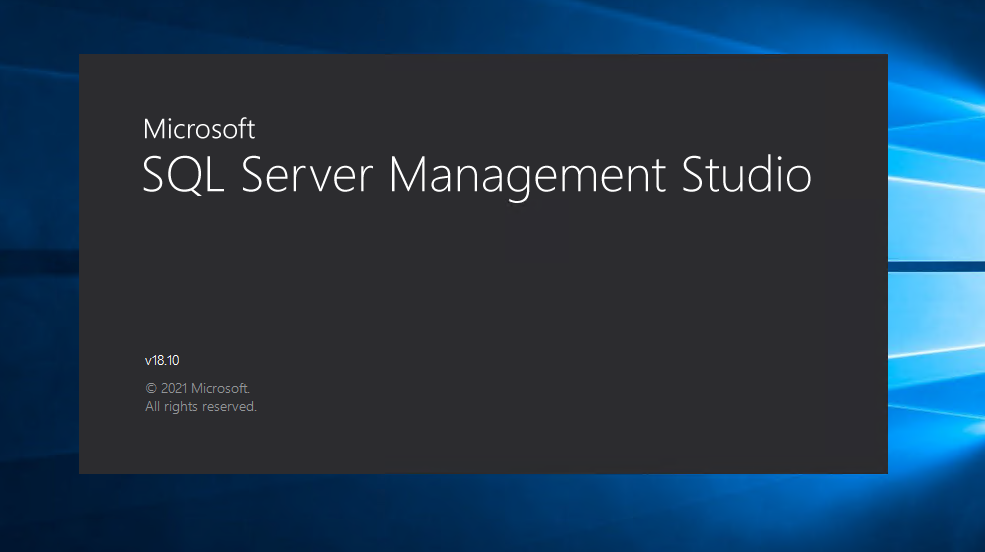 Microsoft
SQL Server Management Studio
v18.10
© 2021 Microsoft.
All rights reserved.